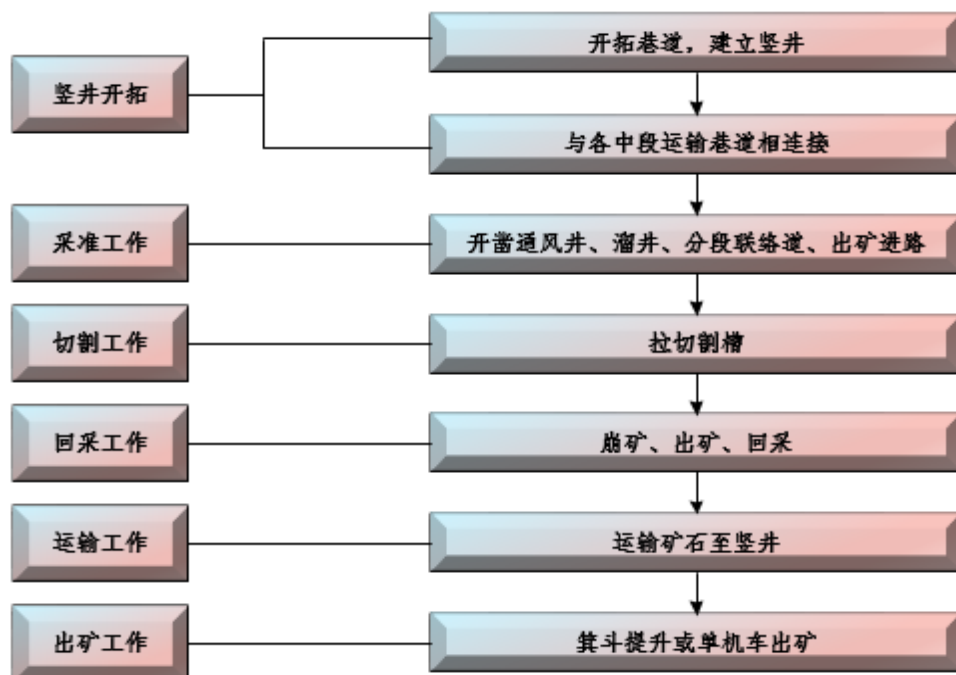 开拓巷道，建立竖井
竖井开拓
与各中段运输巷道相连接
采准工作
开凿通风井、溜井、分段联络道、出矿进路
切割工作
拉切割槽
回采工作
崩矿、出矿、回采
运输工作
运输矿石至竖井
出矿工作
箕斗提升或单机车出矿